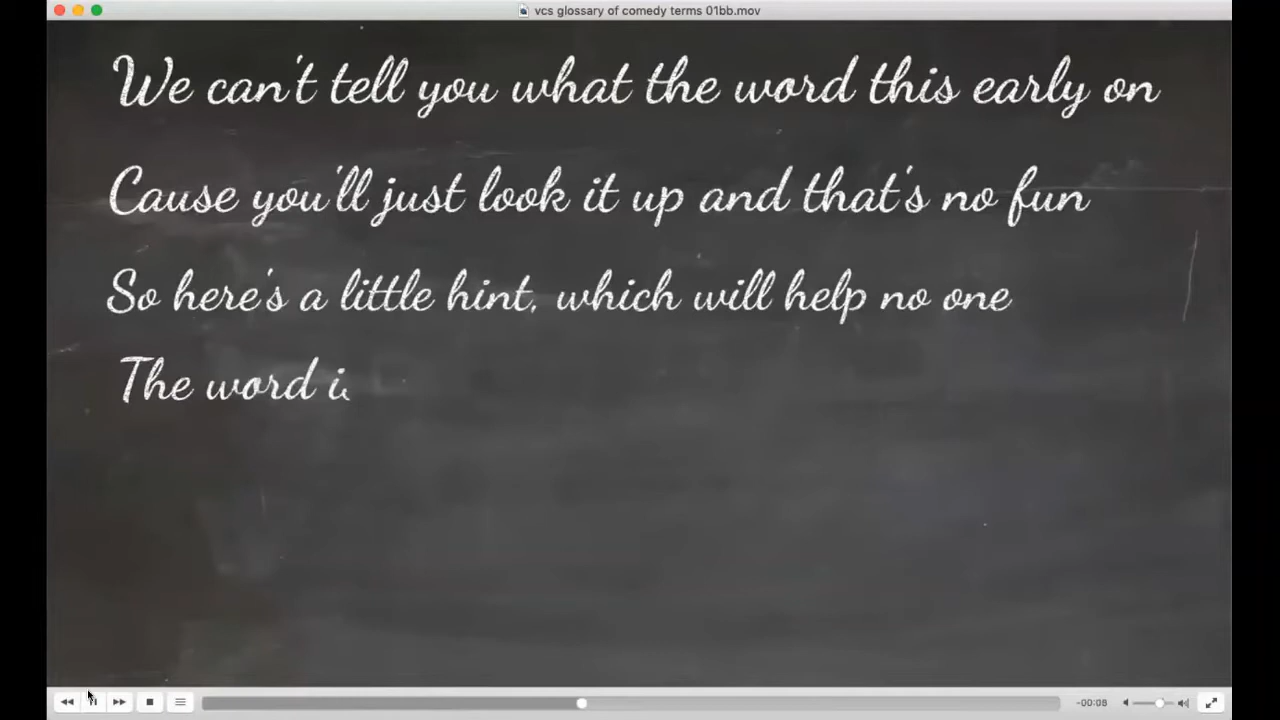 vcs glossary of comedy terms 01bb.mov
We can't tell you what the word this early on
Cause you'll just look it up and that's no fun
So here's a little hint, which will help no one
The word i
-00:08